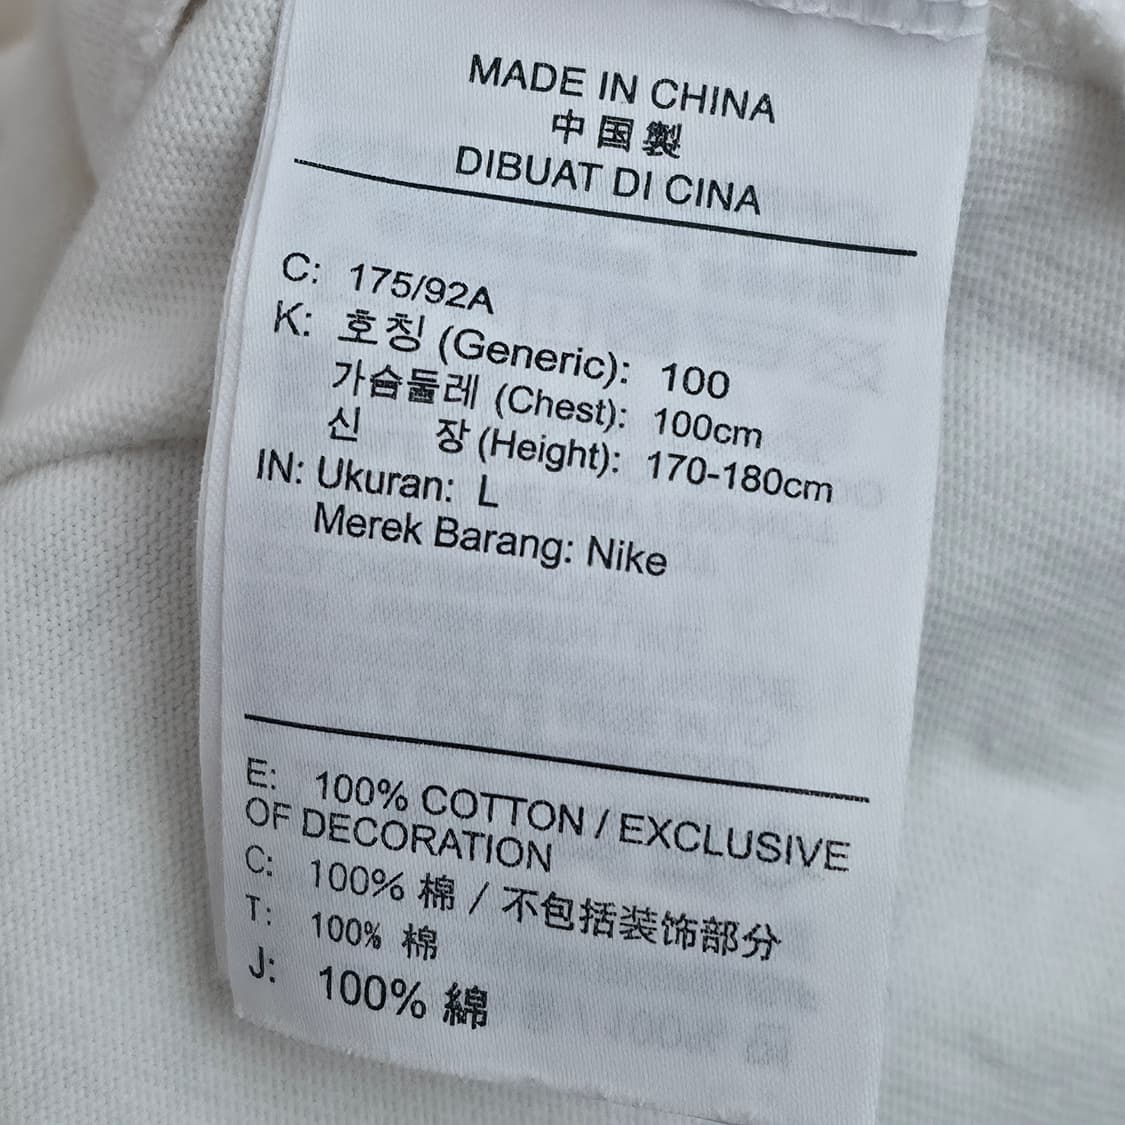 MADE IN CHINA
中国製
DIBUAT DI CINA
C: 175/92A
K: 호칭 (Generic): 100
가슴둘레 (Chest): 100cm
신 장 (Height): 170-180cm
IN: Ukuran: L
Merek Barang: Nike
E: 100% COTTON / EXCLUSIVE
OF DECORATION
C: 100% 棉 / 不包括装饰部分
T: 100% 棉
J: 100% 綿